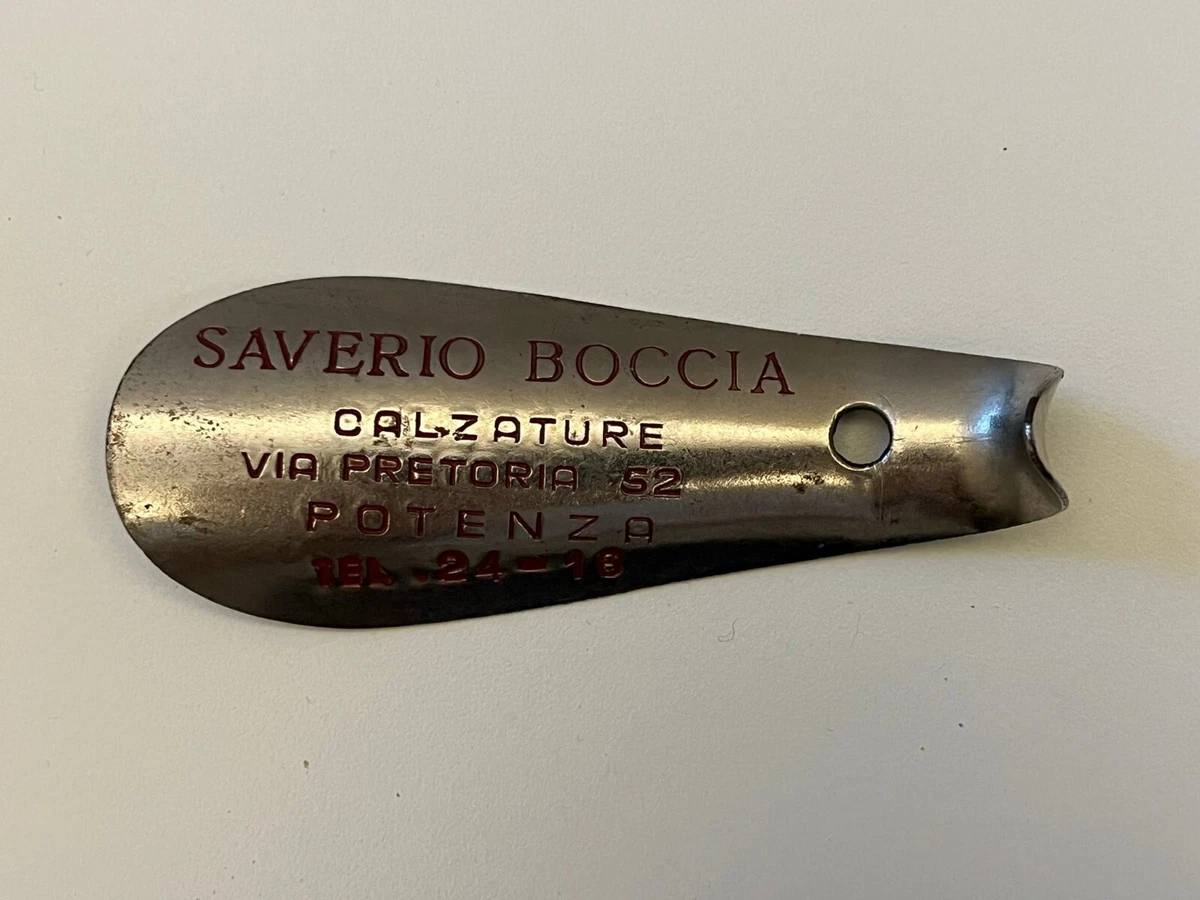 SAVERIO BOCCIA
CALZATURE
VIA PRETORIA 52
POTENZA
TEL. 24-16